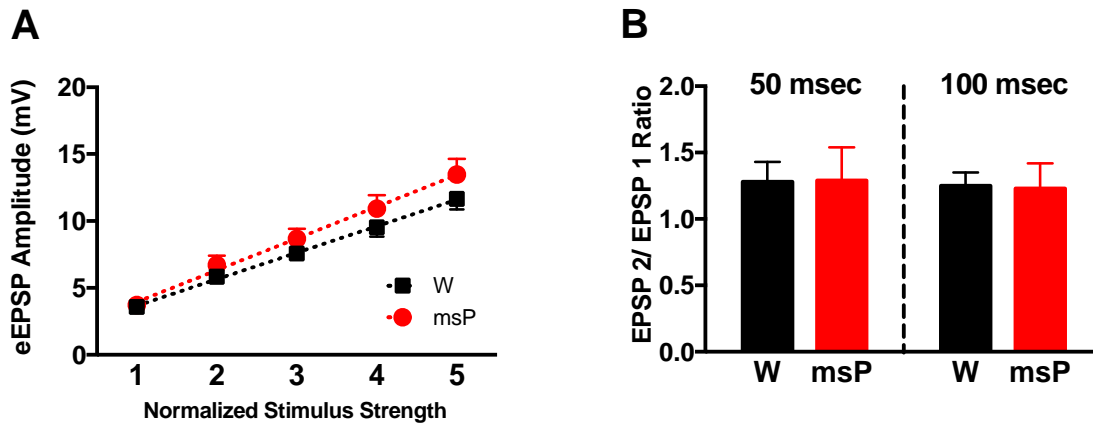 A
eEPSP Amplitude (mV)
20
15
10
5
0
1 2 3 4 5
Normalized Stimulus Strength
W
msP
B
EPSP 2/ EPSP 1 Ratio
2.0
1.5
1.0
0.5
0.0
50 msec
100 msec
W msP W msP